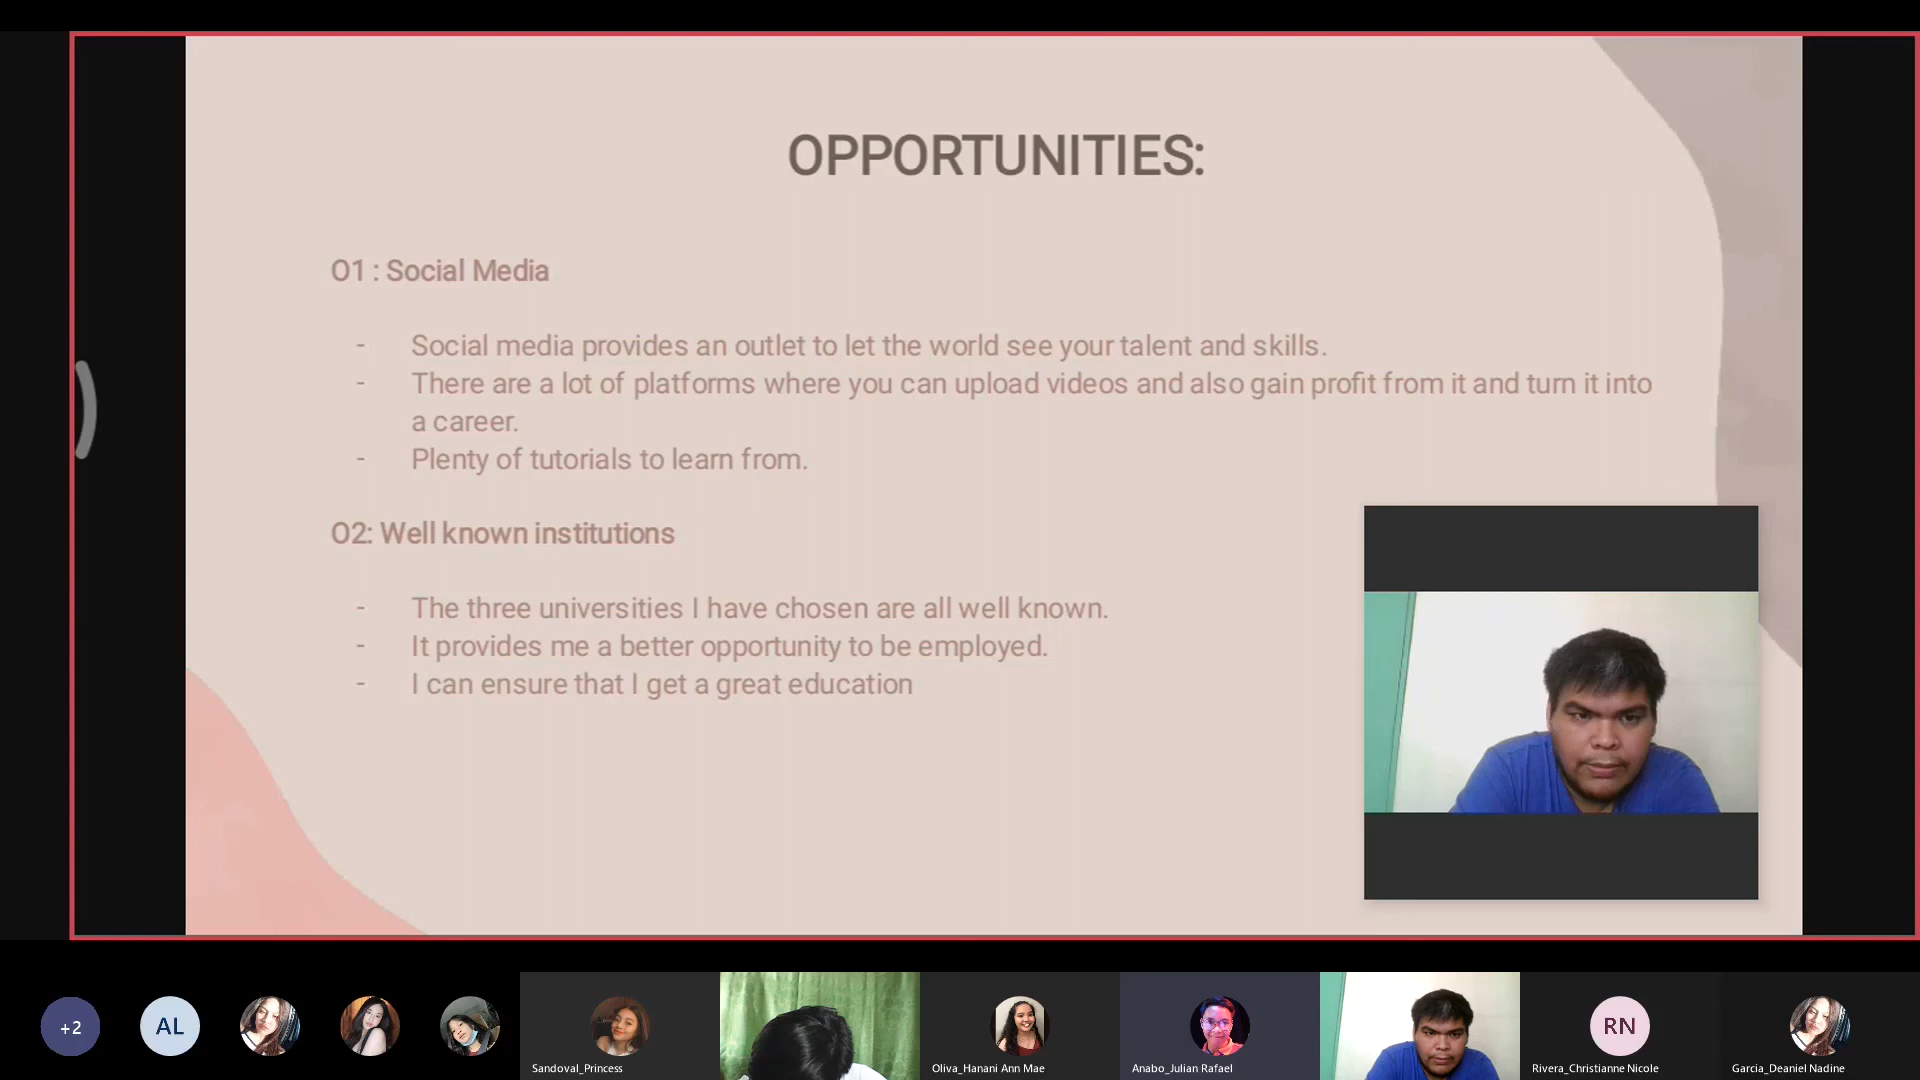 OPPORTUNITIES:
O1 : Social Media
- Social media provides an outlet to let the world see your talent and skills.
- There are a lot of platforms where you can upload videos and also gain profit from it and turn it into
a career.
- Plenty of tutorials to learn from.
O2: Well known institutions
- The three universities I have chosen are all well known.
- It provides me a better opportunity to be employed.
- I can ensure that I get a great education
+2
AL
Sandoval_Princess
Oliva_Hanani Ann Mae
Anabo_Julian Rafael
RN
Rivera_Christianne Nicole
Garcia_Deaniel Nadine